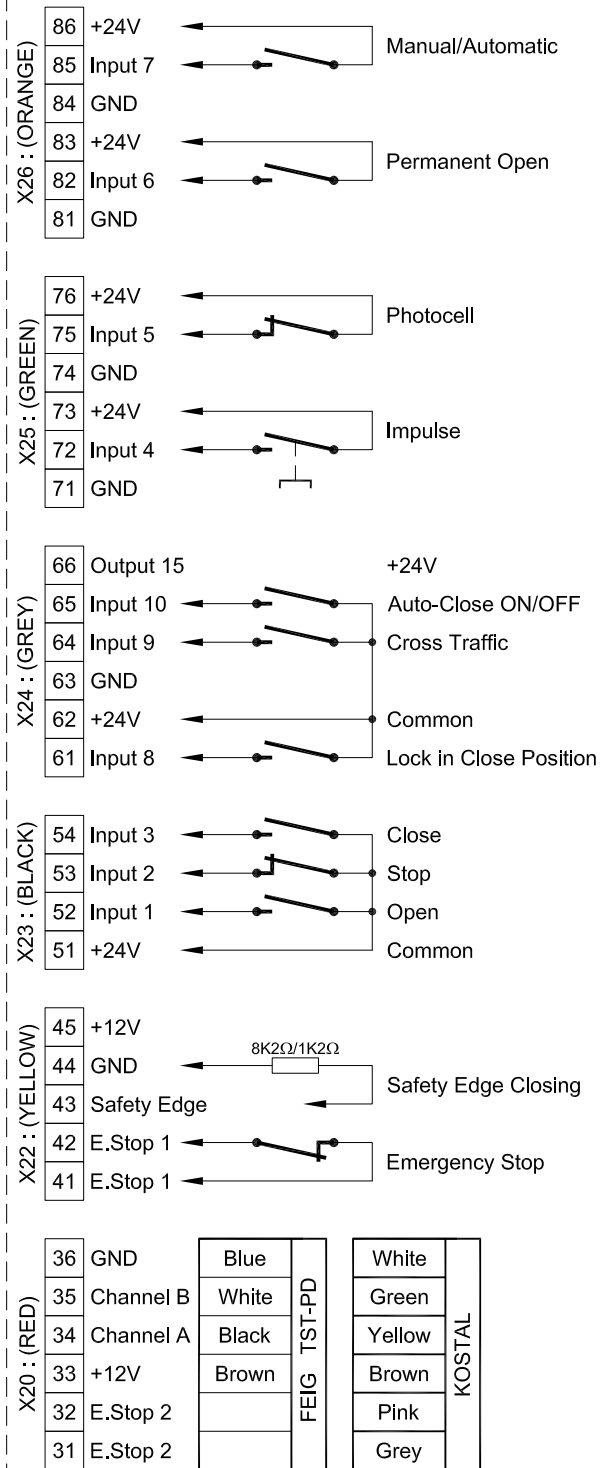 X26 : (ORANGE)
86 +24V
Manual/Automatic
85 Input 7
84 GND
83 +24V
Permanent Open
82 Input 6
81 GND
X25 : (GREEN)
76 +24V
Photocell
75 Input 5
74 GND
73 +24V
Impulse
72 Input 4
71 GND
X24 : (GREY)
66 Output 15 +24V
65 Input 10 Auto-Close ON/OFF
64 Input 9 Cross Traffic
63 GND
62 +24V Common
61 Input 8 Lock in Close Position
X23 : (BLACK)
54 Input 3 Close
53 Input 2 Stop
52 Input 1 Open
51 +24V Common
X22 : (YELLOW)
45 +12V
8K2Ω/1K2Ω
44 GND
Safety Edge Closing
43 Safety Edge
42 E.Stop 1
Emergency Stop
41 E.Stop 1
X20 : (RED)
36 GND Blue White
35 Channel B White Green
34 Channel A Black Yellow
33 +12V Brown Brown
32 E.Stop 2 Pink
31 E.Stop 2 Grey
FEIG TST-PD
KOSTAL